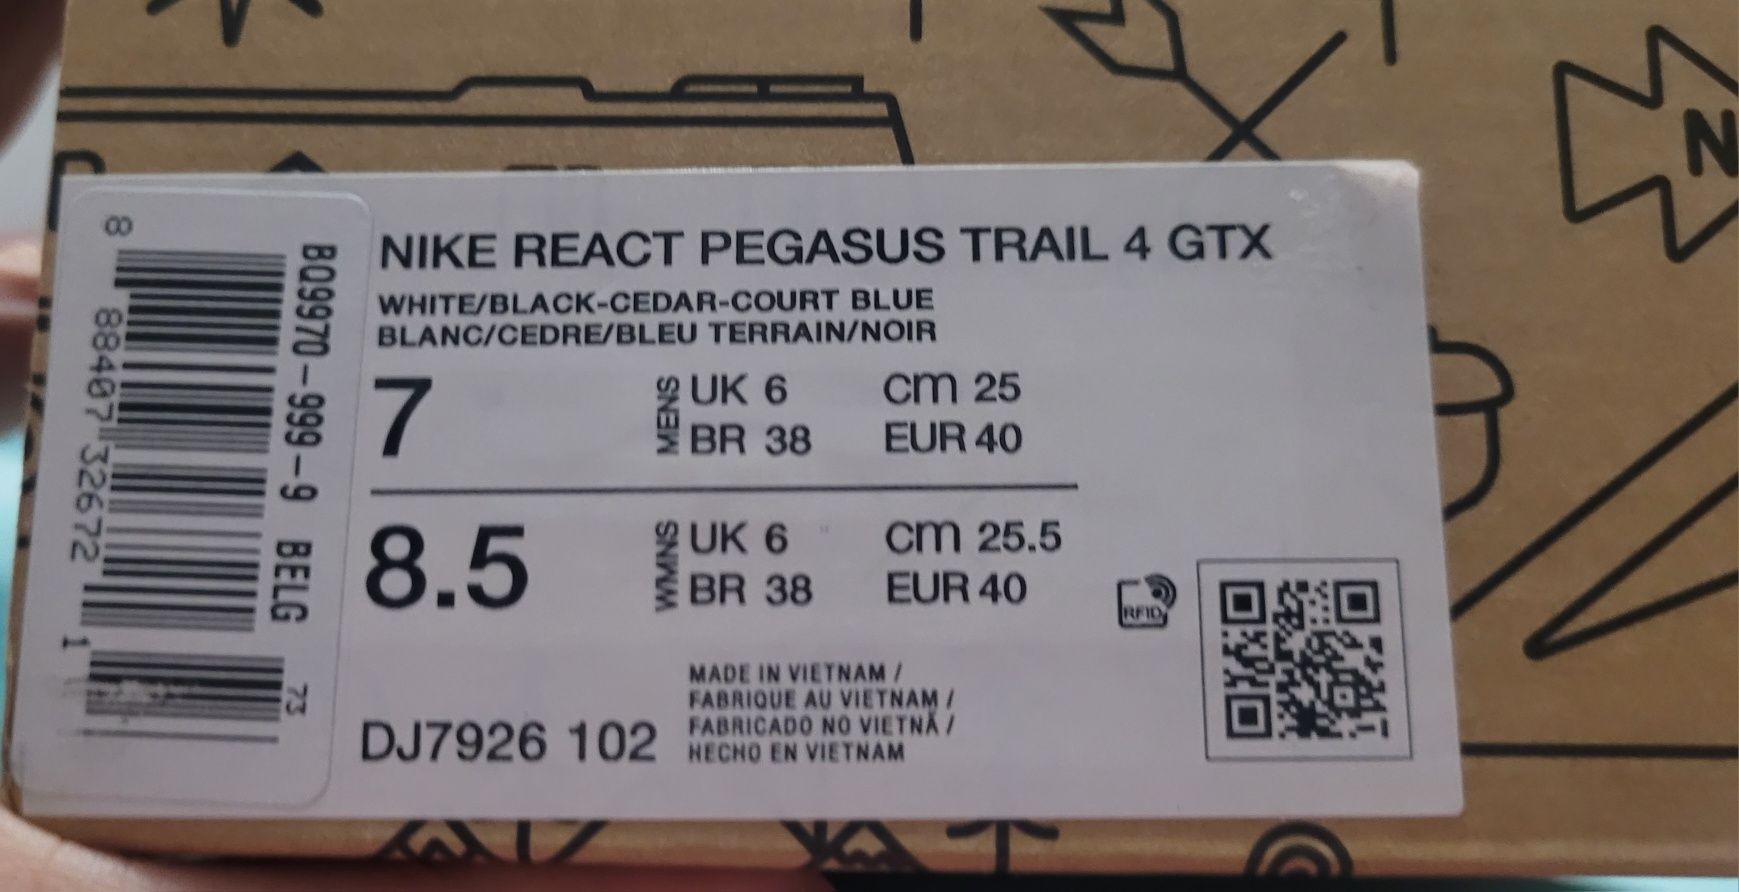 NIKE REACT PEGASUS TRAIL 4 GTX
WHITE/BLACK-CEDAR-COURT BLUE
BLANC/CEDRE/BLEU TERRAIN/NOIR
7
MENS
UK 6 cm 25
BR 38 EUR 40
8.5
WMNS
UK 6 cm 25.5
BR 38 EUR 40
RFID
MADE IN VIETNAM /
FABRIQUE AU VIETNAM /
FABRICADO NO VIETNÃ /
HECHO EN VIETNAM
DJ7926 102
BQ9970-999-9 BELG
8 88407 32672 1
73
N